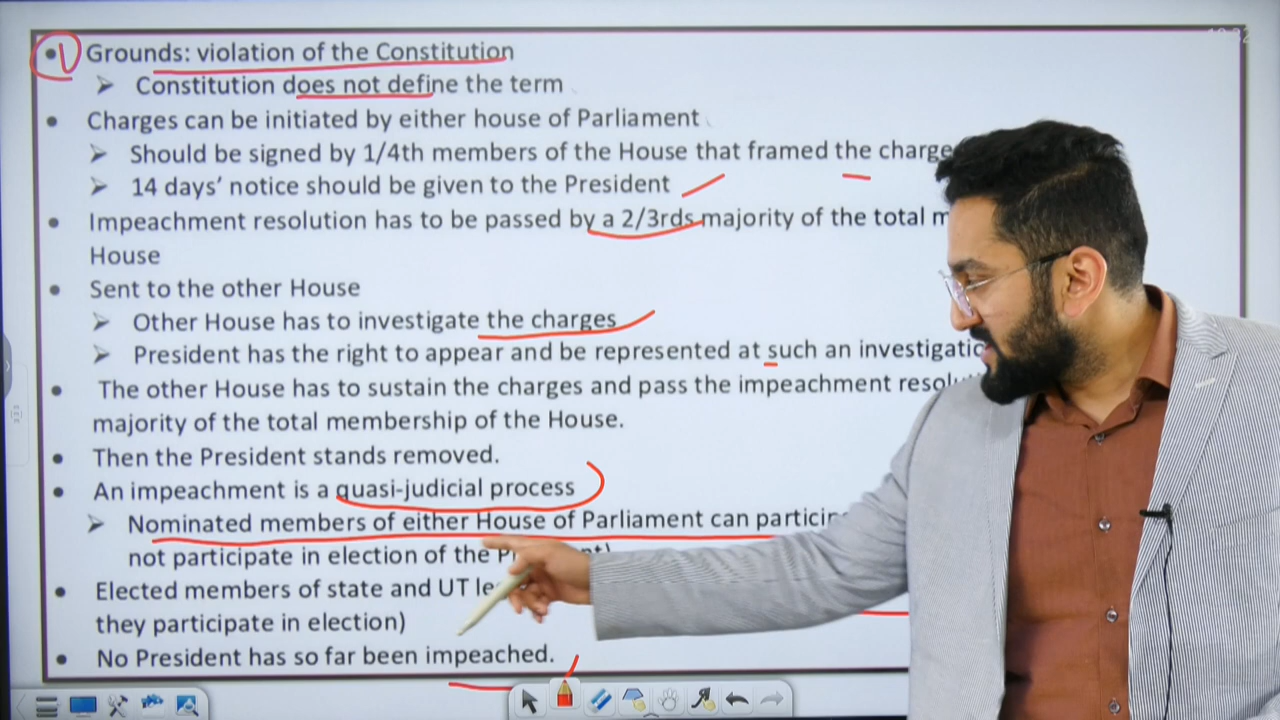 Grounds: violation of the Constitution
Constitution does not define the term
Charges can be initiated by either house of Parliament
Should be signed by 1/4th members of the House that framed the charge
14 days' notice should be given to the President
Impeachment resolution has to be passed by a 2/3rds majority of the total
House
Sent to the other House
Other House has to investigate the charges
President has the right to appear and be represented at such an
The other House has to sustain the charges and pass the impeachment
majority of the total membership of the House.
Then the President stands removed.
An impeachment is a quasi-judicial process
Nominated members of either House of Parliament can
not participate in election of the
Elected members of state and UT
they participate in election)
No President has so far been impeached.